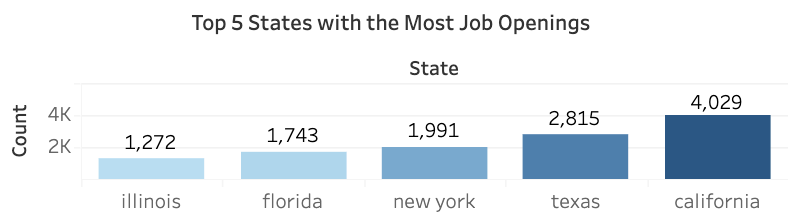 Top 5 States with the Most Job Openings
State
Count
4K
2K
1,272
1,743
1,991
2,815
4,029
illinois
florida
new york
texas
california